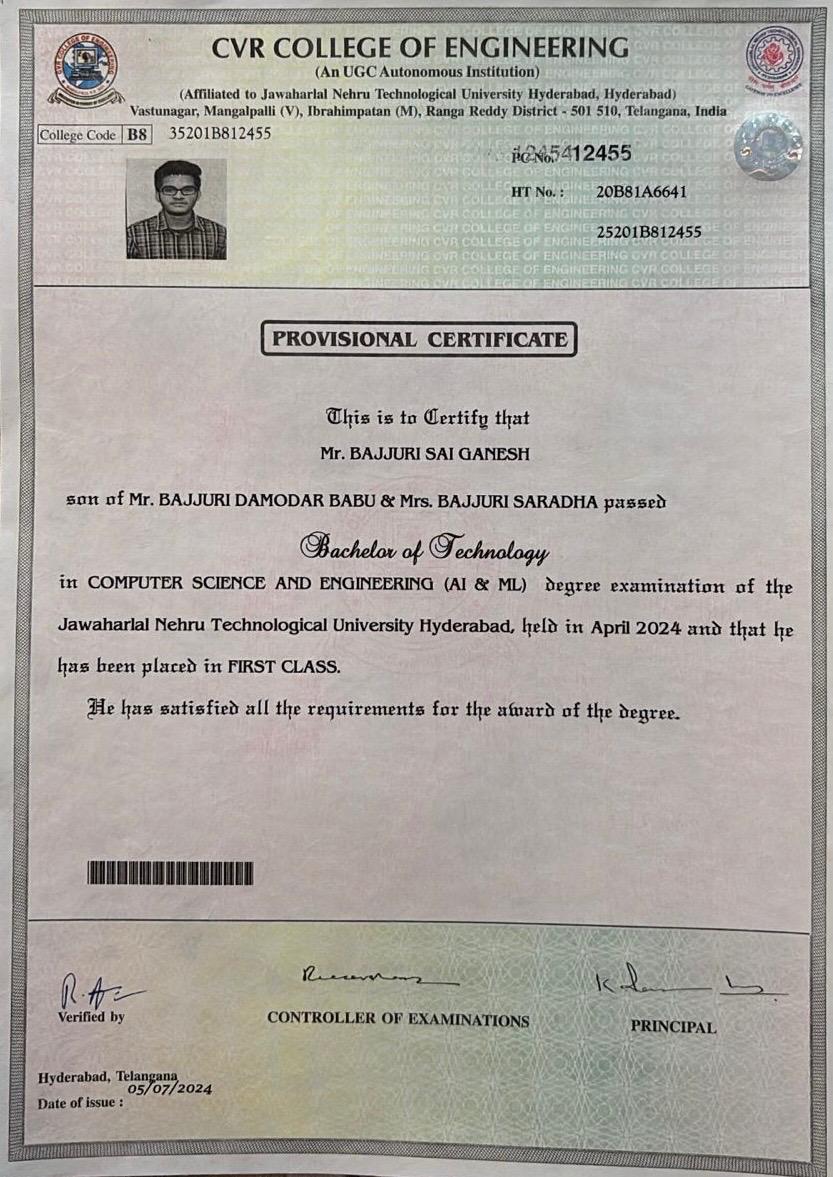 CVR COLLEGE OF ENGINEERING
(An UGC Autonomous Institution)
(Affiliated to Jawaharlal Nehru Technological University Hyderabad, Hyderabad)
Vastunagar, Mangalpalli (V), Ibrahimpatan (M), Ranga Reddy District - 501 510, Telangana, India
College Code B8 35201B812455
PC No. 5412455
HT No. : 20B81A6641
25201B812455
PROVISIONAL CERTIFICATE
This is to Certify that
Mr. BAJJURI SAI GANESH
son of Mr. BAJJURI DAMODAR BABU & Mrs. BAJJURI SARADHA passed
Bachelor of Technology
in COMPUTER SCIENCE AND ENGINEERING (AI & ML) degree examination of the
Jawaharlal Nehru Technological University Hyderabad, held in April 2024 and that he
has been placed in FIRST CLASS.
He has satisfied all the requirements for the award of the degree.
Verified by
CONTROLLER OF EXAMINATIONS
PRINCIPAL
Hyderabad, Telangana
05/07/2024
Date of issue :